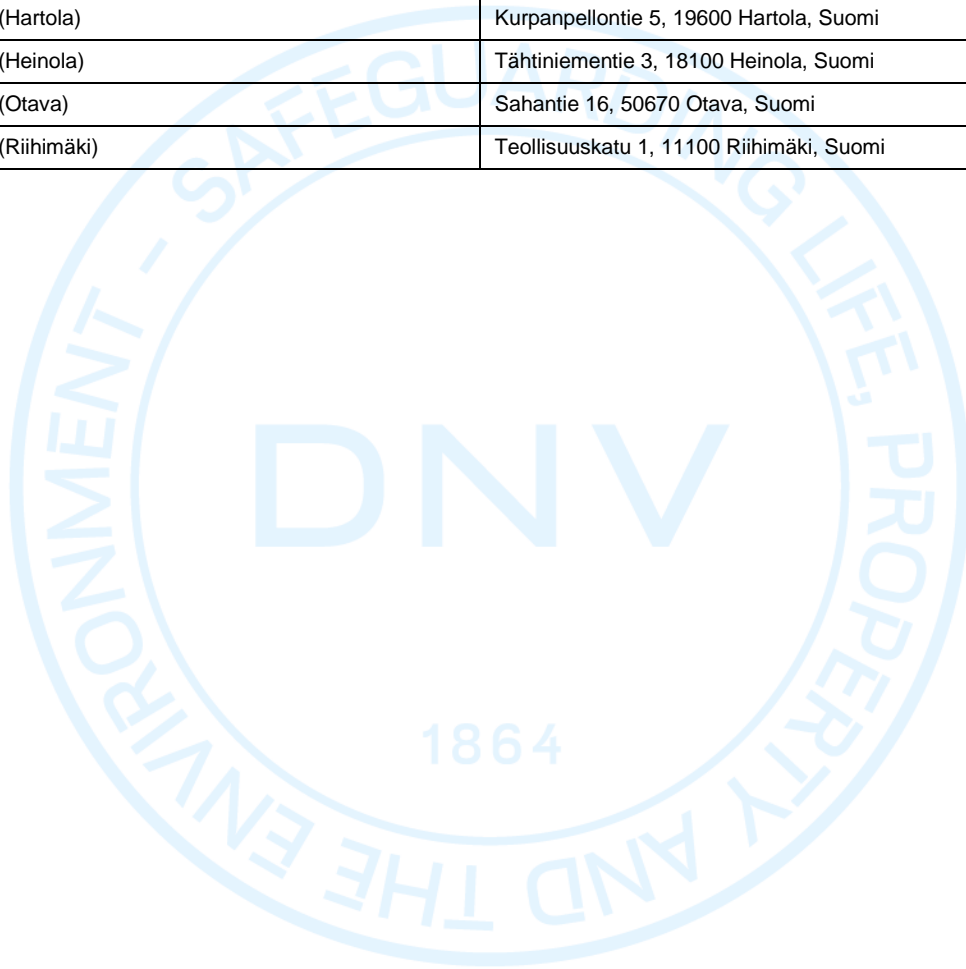 (Hartola) Kurpanpellontie 5, 19600 Hartola, Suomi
(Heinola) Tähtiniementie 3, 18100 Heinola, Suomi
(Otava) Sahantie 16, 50670 Otava, Suomi
(Riihimäki) Teollisuuskatu 1, 11100 Riihimäki, Suomi
SAFEGUARDING LIFE, PROPERTY AND THE ENVIRONMENT -
DNV
1864